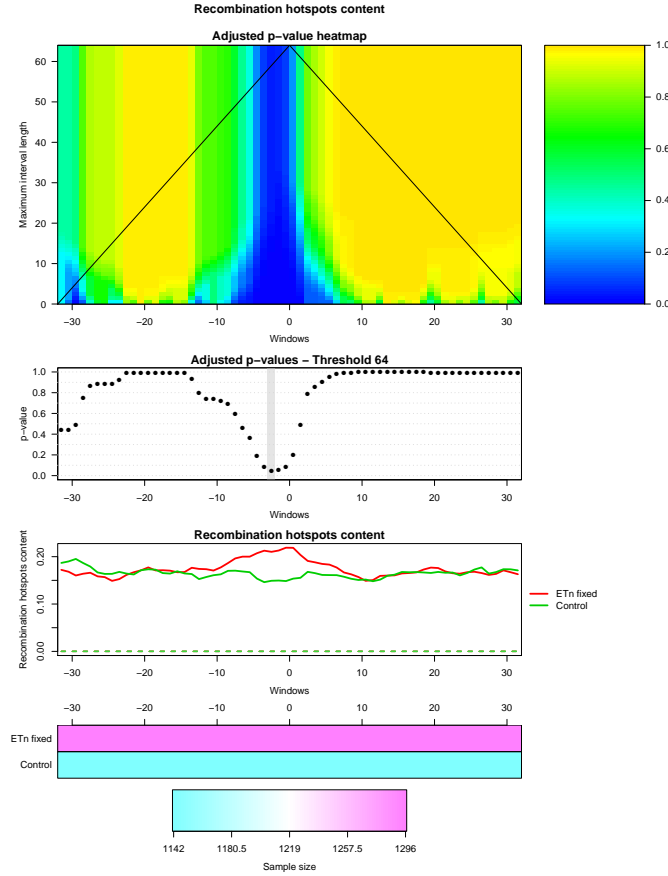 Recombination hotspots content
Adjusted p−value heatmap
Maximum interval length
0 10 20 30 40 50 60
−30 −20 −10 0 10 20 30
Windows
0.0 0.2 0.4 0.6 0.8 1.0
Adjusted p−values − Threshold 64
p−value
0.0 0.2 0.4 0.6 0.8 1.0
−30 −20 −10 0 10 20 30
Windows
Recombination hotspots content
Recombination hotspots content
0.00 0.10 0.20
−30 −20 −10 0 10 20 30
Windows
ETn fixed
Control
−30 −20 −10 0 10 20 30
ETn fixed
Control
1142 1180.5 1219 1257.5 1296
Sample size